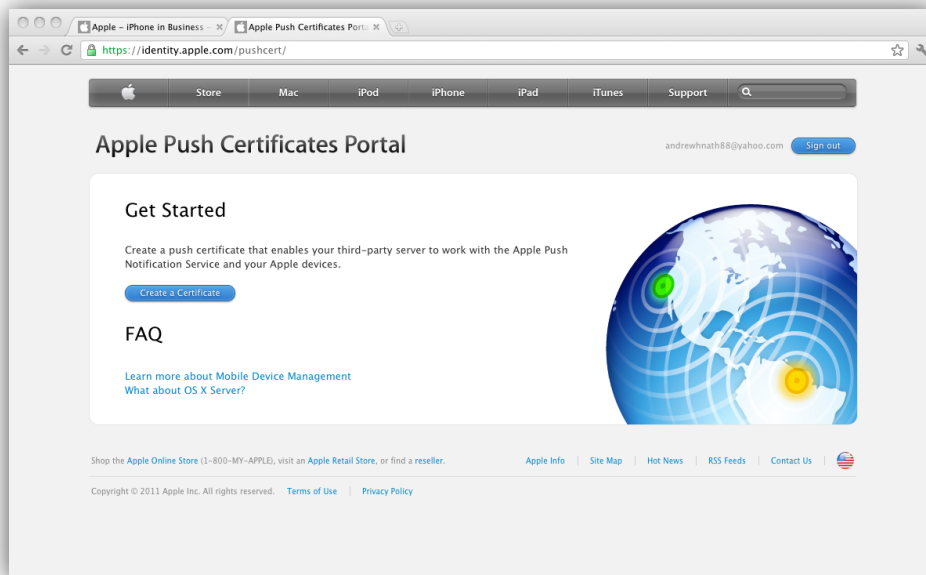 Apple – iPhone in Business –
Apple Push Certificates Porta
https://identity.apple.com/pushcert/
Store Mac iPod iPhone iPad iTunes Support
Apple Push Certificates Portal
andrewhnath88@yahoo.com Sign out
Get Started
Create a push certificate that enables your third-party server to work with the Apple Push
Notification Service and your Apple devices.
Create a Certificate
FAQ
Learn more about Mobile Device Management
What about OS X Server?
Shop the Apple Online Store (1-800-MY-APPLE), visit an Apple Retail Store, or find a reseller.
Apple Info Site Map Hot News RSS Feeds Contact Us
Copyright © 2011 Apple Inc. All rights reserved. Terms of Use Privacy Policy